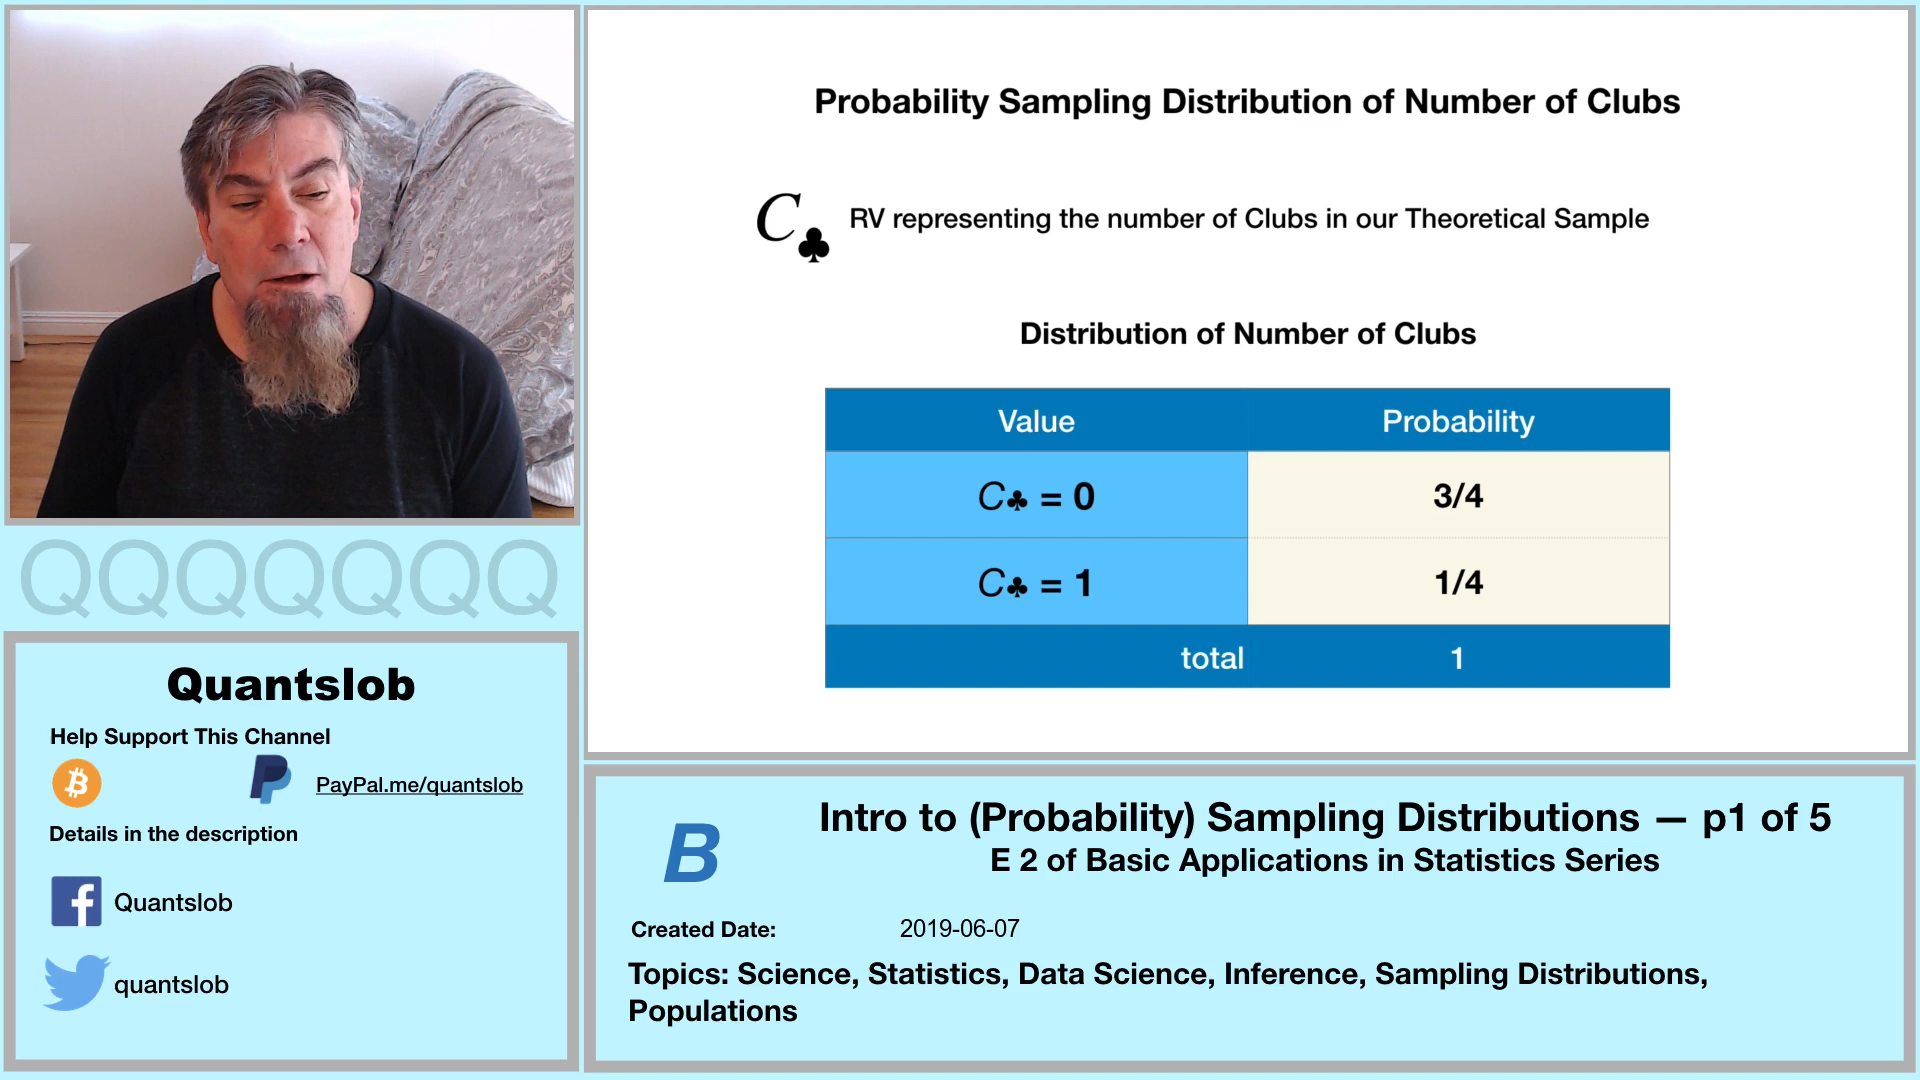 Probability Sampling Distribution of Number of Clubs
C♣ RV representing the number of Clubs in our Theoretical Sample
Distribution of Number of Clubs
Value Probability
C♣ = 0 3/4
C♣ = 1 1/4
total 1
QQQQQQQ
Quantslob
Help Support This Channel
PayPal.me/quantslob
Details in the description
Quantslob
quantslob
B
Intro to (Probability) Sampling Distributions — p1 of 5
E 2 of Basic Applications in Statistics Series
Created Date: 2019-06-07
Topics: Science, Statistics, Data Science, Inference, Sampling Distributions,
Populations